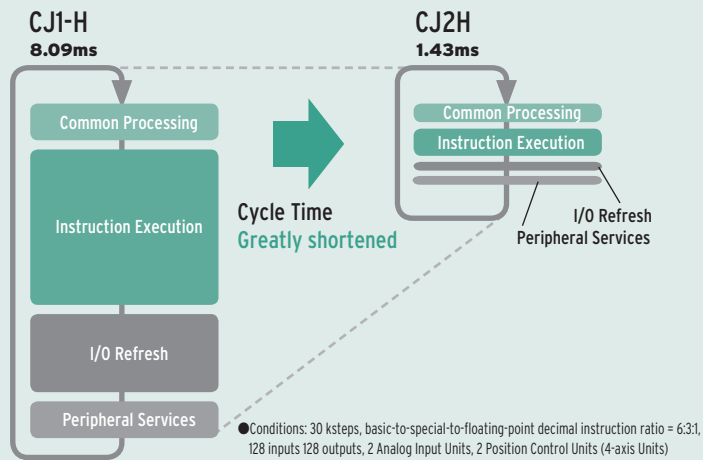 CJ1-H
8.09ms
Common Processing
Instruction Execution
I/O Refresh
Peripheral Services
Cycle Time
Greatly shortened
CJ2H
1.43ms
Common Processing
Instruction Execution
I/O Refresh
Peripheral Services
●Conditions: 30 ksteps, basic-to-special-to-floating-point decimal instruction ratio = 6:3:1,
128 inputs 128 outputs, 2 Analog Input Units, 2 Position Control Units (4-axis Units)